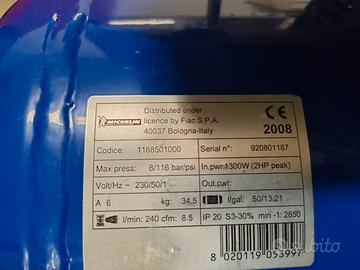 MICHELIN
Distributed under
licence by Fiac S.P.A.
40037 Bologna-Italy
CE
2008
Codice: 1168501000
Serial n°: 920801187
Max press: 8/116 bar/psi
In.pwr:1300W (2HP peak)
Volt/Hz ~ 230/50/1
Out.pwr:
A 6 kg: 34,5
l/gal: 50/13.21
l/min: 240 cfm: 8.5
IP 20 S3-30% min -1: 2850
8 020119 053997
subito